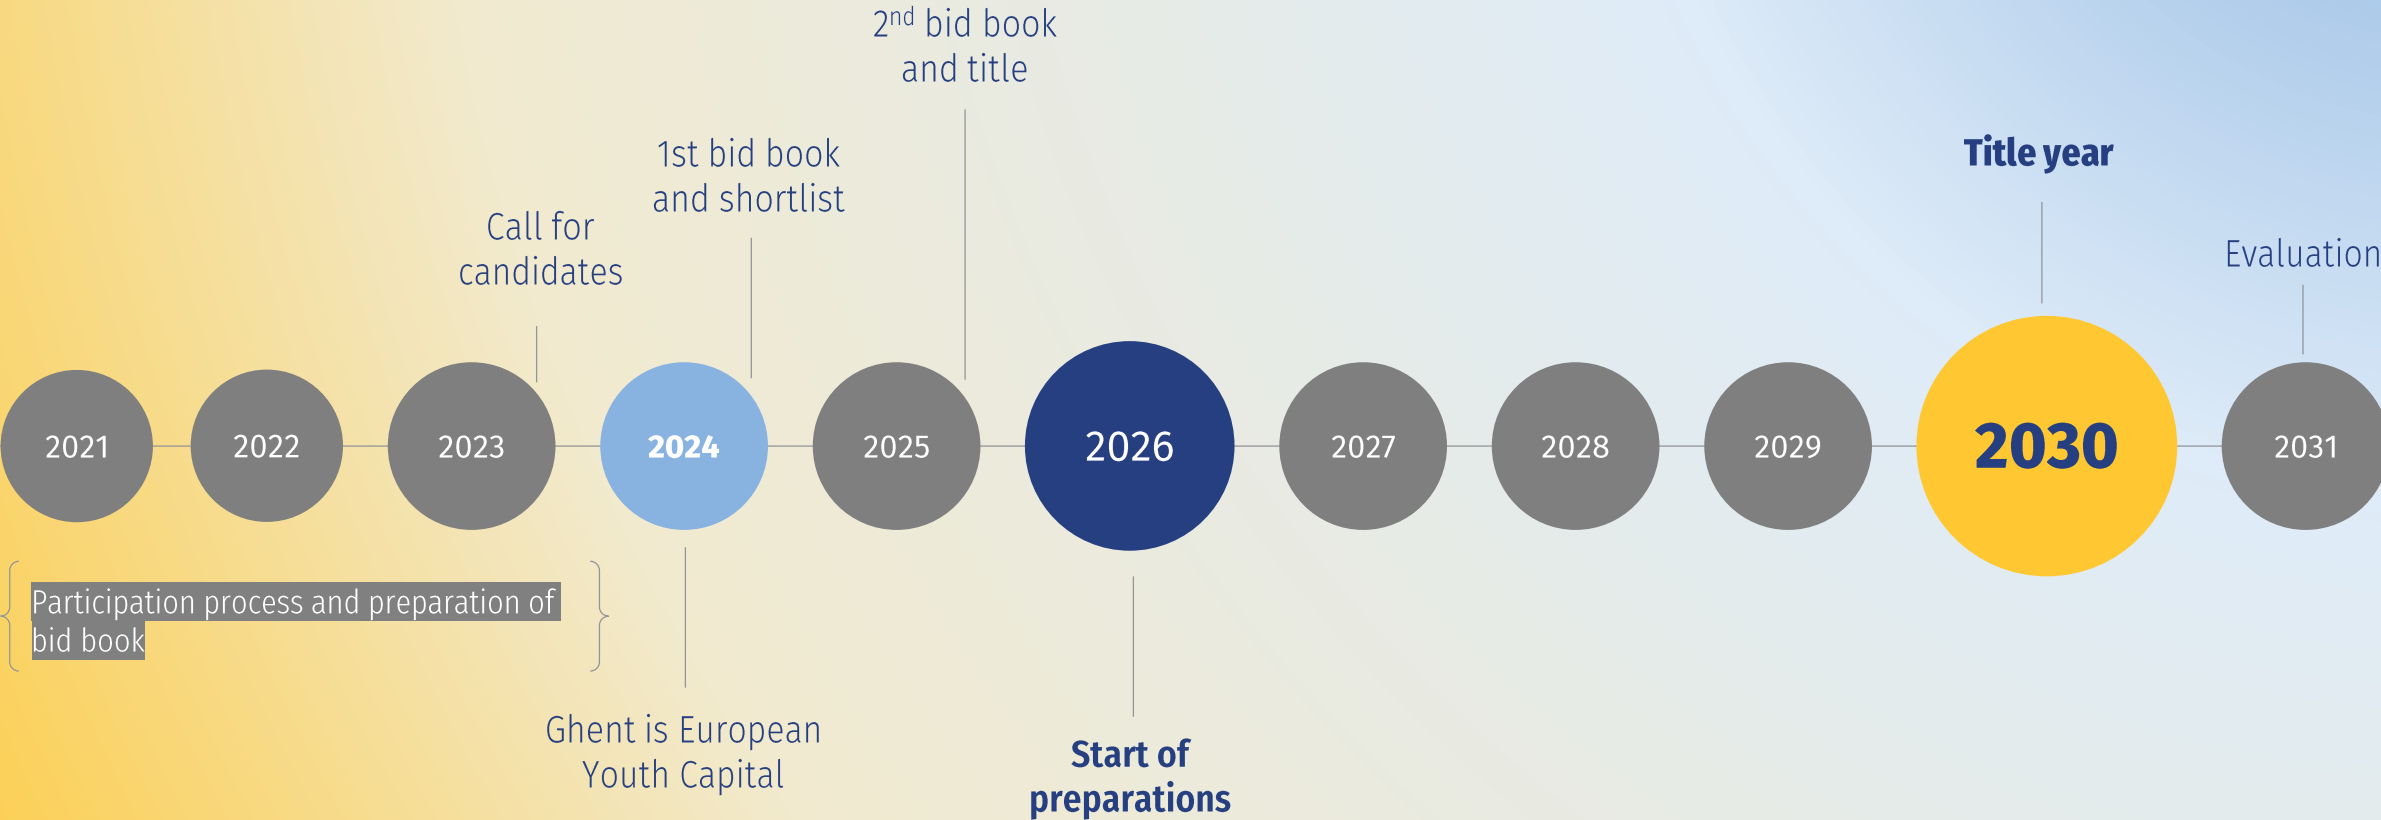 2nd bid book
and title
1st bid book
and shortlist
Title year
Call for
candidates
Evaluation
2021
2022
2023
2024
2025
2026
2027
2028
2029
2030
2031
Participation process and preparation of
bid book
Ghent is European
Youth Capital
Start of
preparations